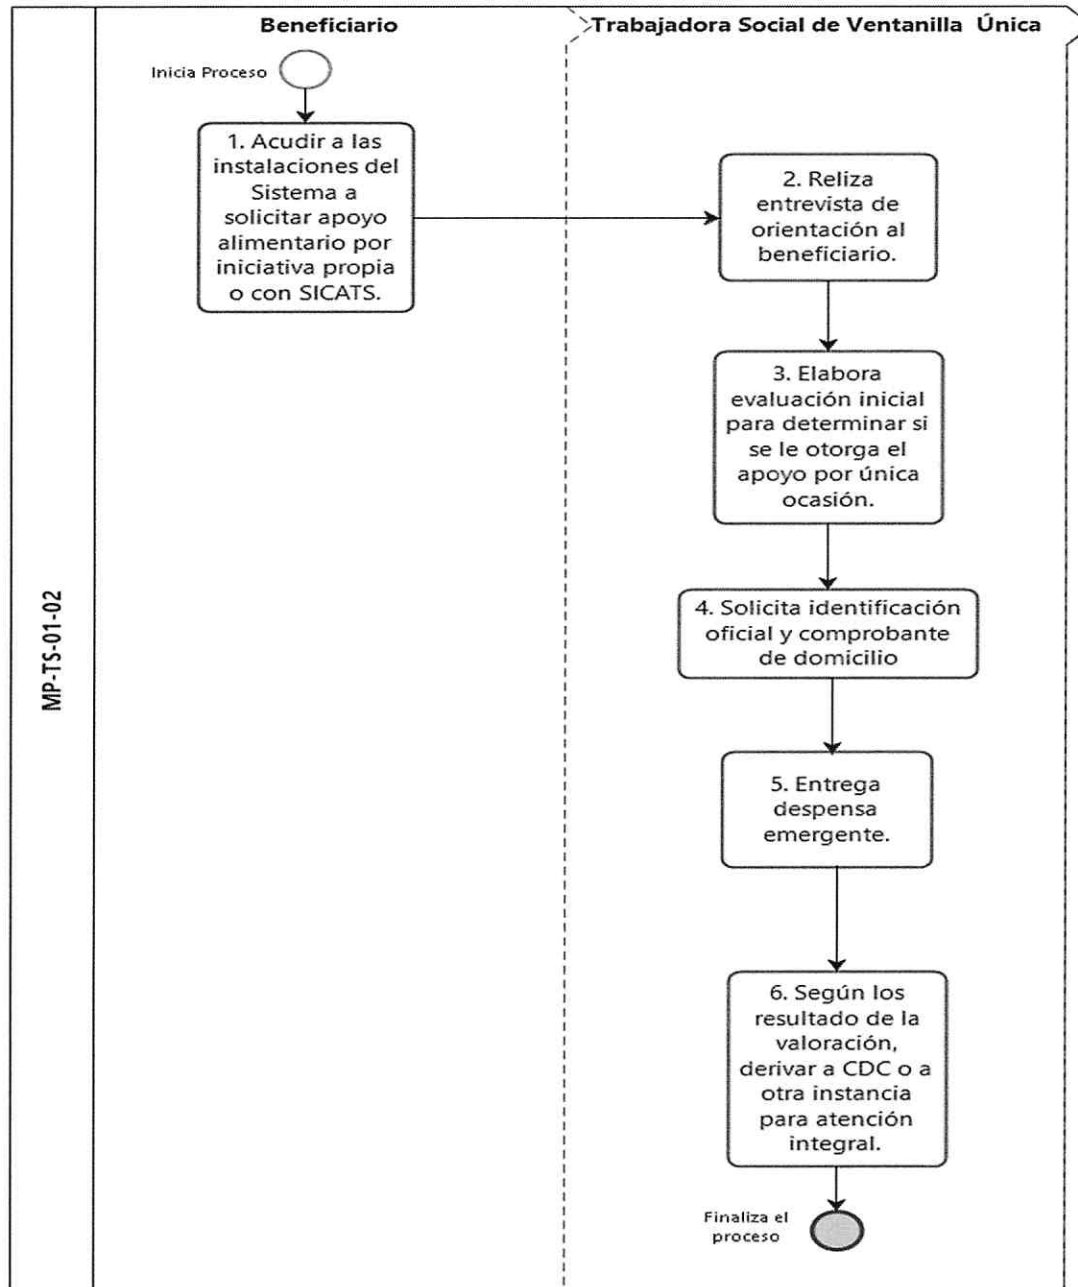 Beneficiario
Trabajadora Social de Ventanilla Única
MP-TS-01-02
Inicia Proceso
1. Acudir a las
instalaciones del
Sistema a
solicitar apoyo
alimentario por
iniciativa propia
o con SICATS.
2. Reliza
entrevista de
orientación al
beneficiario.
3. Elabora
evaluación inicial
para determinar si
se le otorga el
apoyo por única
ocasión.
4. Solicita identificación
oficial y comprobante
de domicilio
5. Entrega
despensa
emergente.
6. Según los
resultado de la
valoración,
derivar a CDC o a
otra instancia
para atención
integral.
Finaliza el
proceso